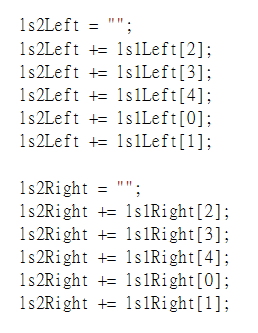 ls2Left = "";
ls2Left += ls1Left[2];
ls2Left += ls1Left[3];
ls2Left += ls1Left[4];
ls2Left += ls1Left[0];
ls2Left += ls1Left[1];

ls2Right = "";
ls2Right += ls1Right[2];
ls2Right += ls1Right[3];
ls2Right += ls1Right[4];
ls2Right += ls1Right[0];
ls2Right += ls1Right[1];